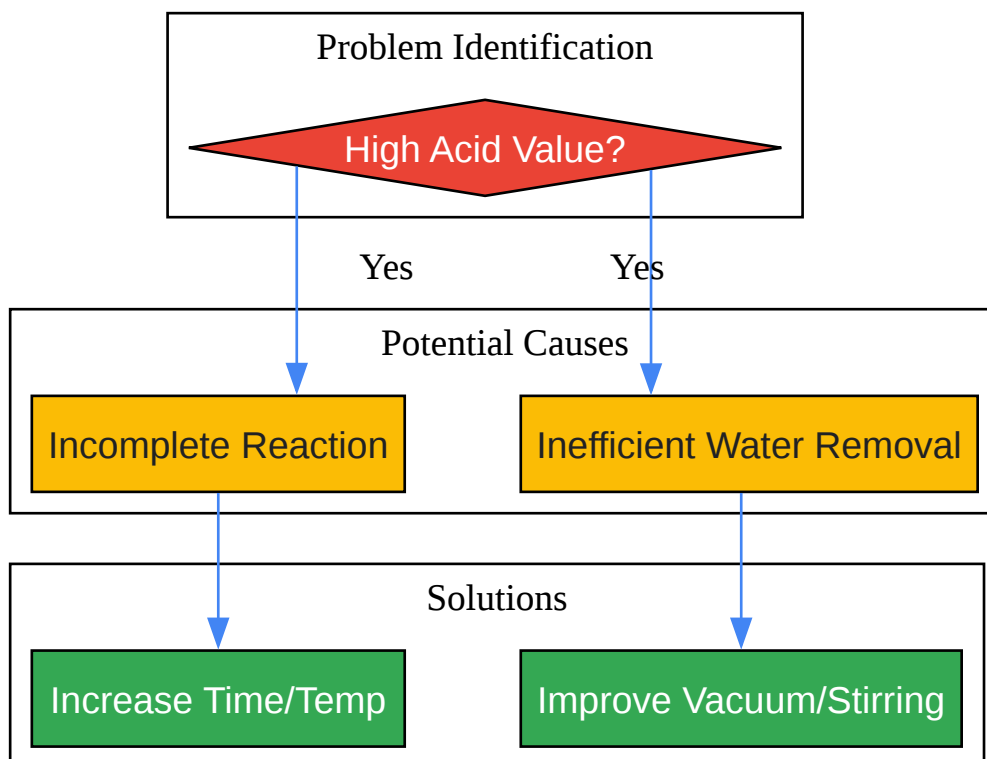 Problem Identification
High Acid Value?
Yes
Yes
Potential Causes
Incomplete Reaction
Inefficient Water Removal
Solutions
Increase Time/Temp
Improve Vacuum/Stirring